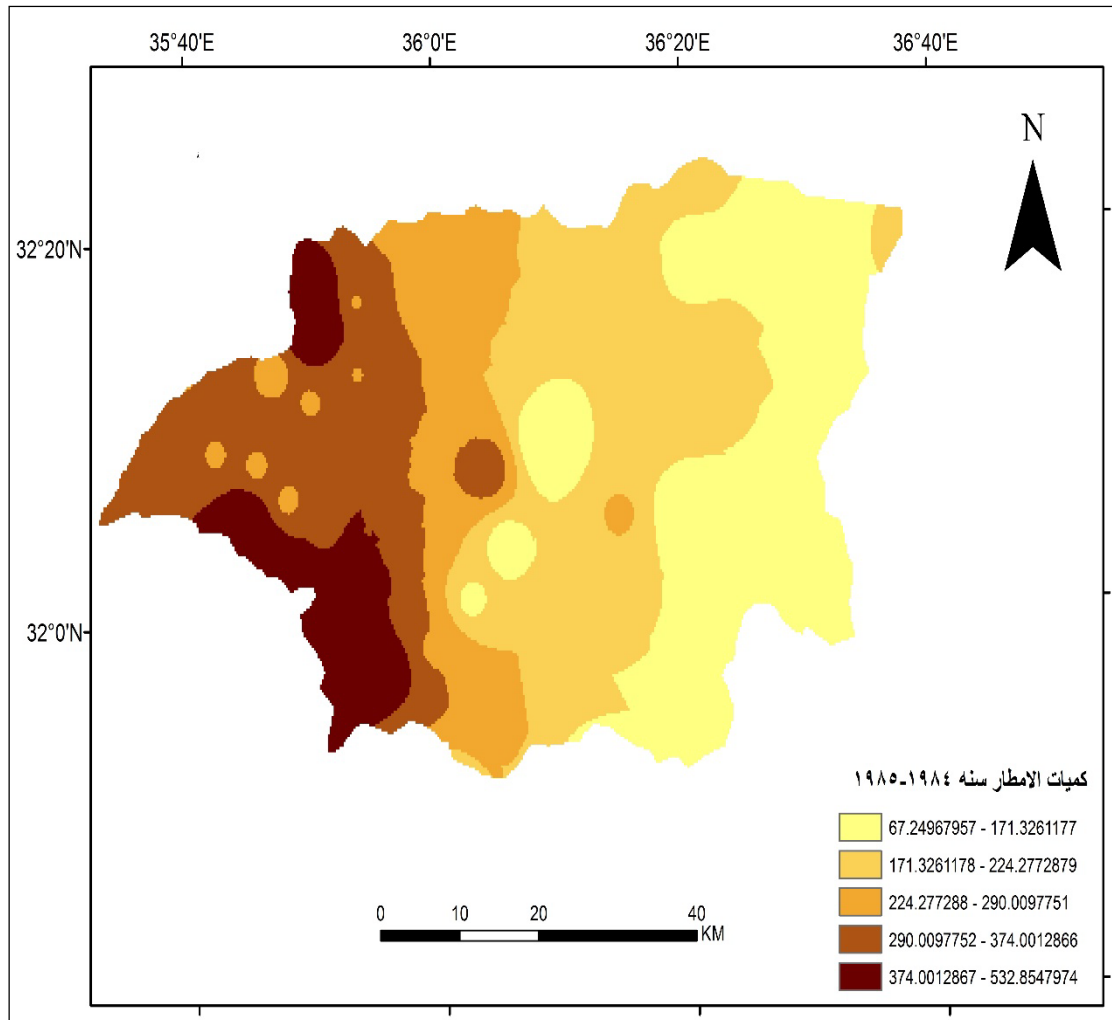 35°40'E 36°0'E 36°20'E 36°40'E
N
32°20'N
32°0'N
كميات الامطار سنه ١٩٨٤-١٩٨٥
67.24967957 - 171.3261177
171.3261178 - 224.2772879
224.277288 - 290.0097751
290.0097752 - 374.0012866
374.0012867 - 532.8547974
0 10 20 40
KM